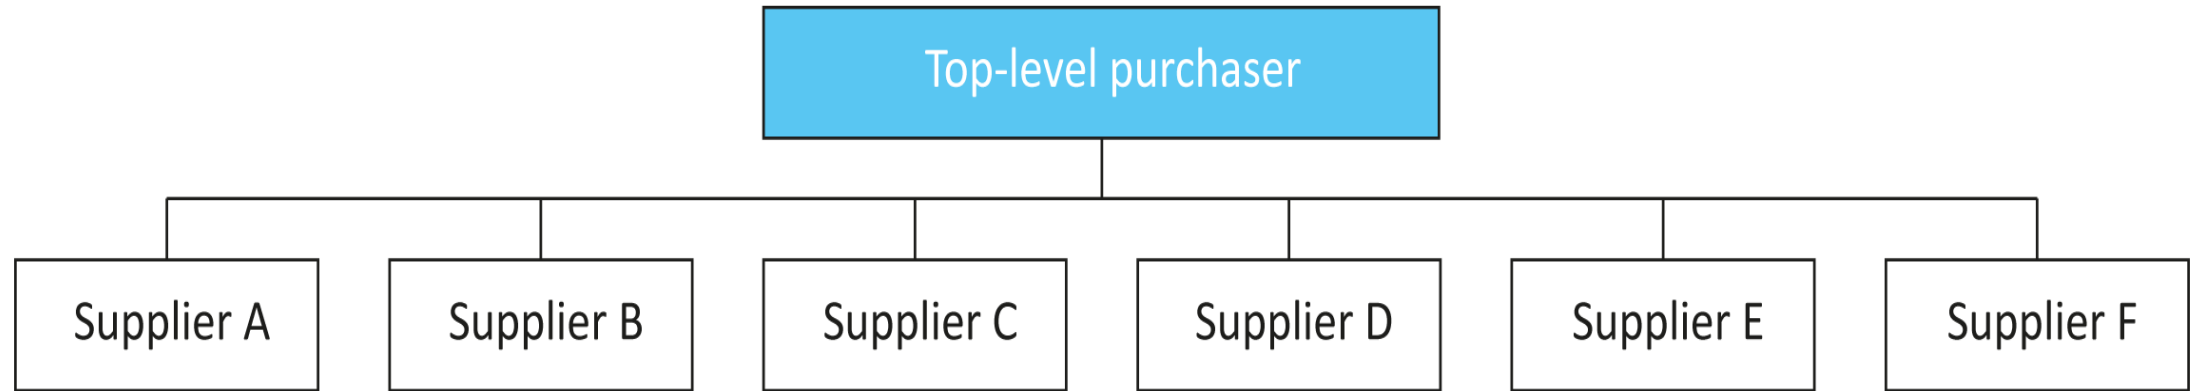 Top-level purchaser
Supplier A
Supplier B
Supplier C
Supplier D
Supplier E
Supplier F